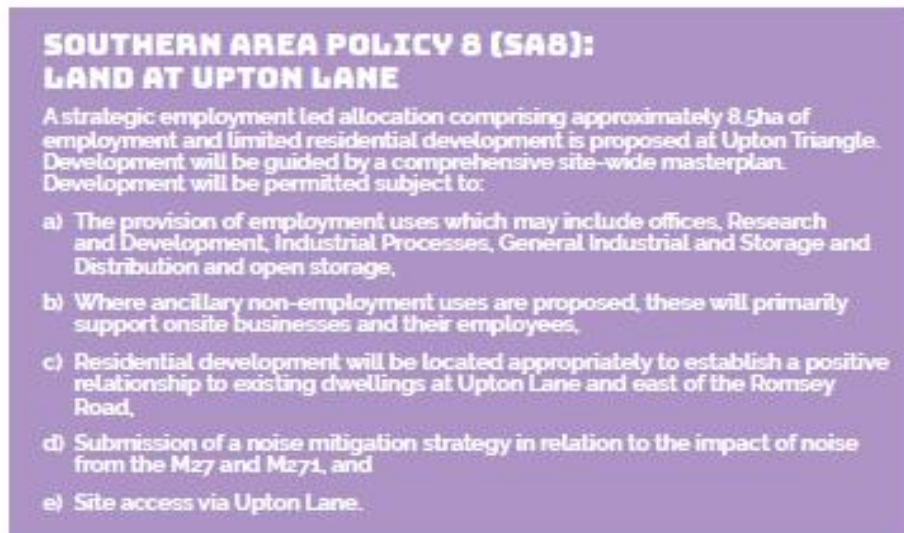 SOUTHERN AREA POLICY 8 (SA8):
LAND AT UPTON LANE
A strategic employment led allocation comprising approximately 8.5ha of
employment and limited residential development is proposed at Upton Triangle.
Development will be guided by a comprehensive site-wide masterplan.
Development will be permitted subject to:
a) The provision of employment uses which may include offices, Research
and Development, Industrial Processes, General Industrial and Storage and
Distribution and open storage,
b) Where ancillary non-employment uses are proposed, these will primarily
support onsite businesses and their employees,
c) Residential development will be located appropriately to establish a positive
relationship to existing dwellings at Upton Lane and east of the Romsey
Road,
d) Submission of a noise mitigation strategy in relation to the impact of noise
from the M27 and M271, and
e) Site access via Upton Lane.